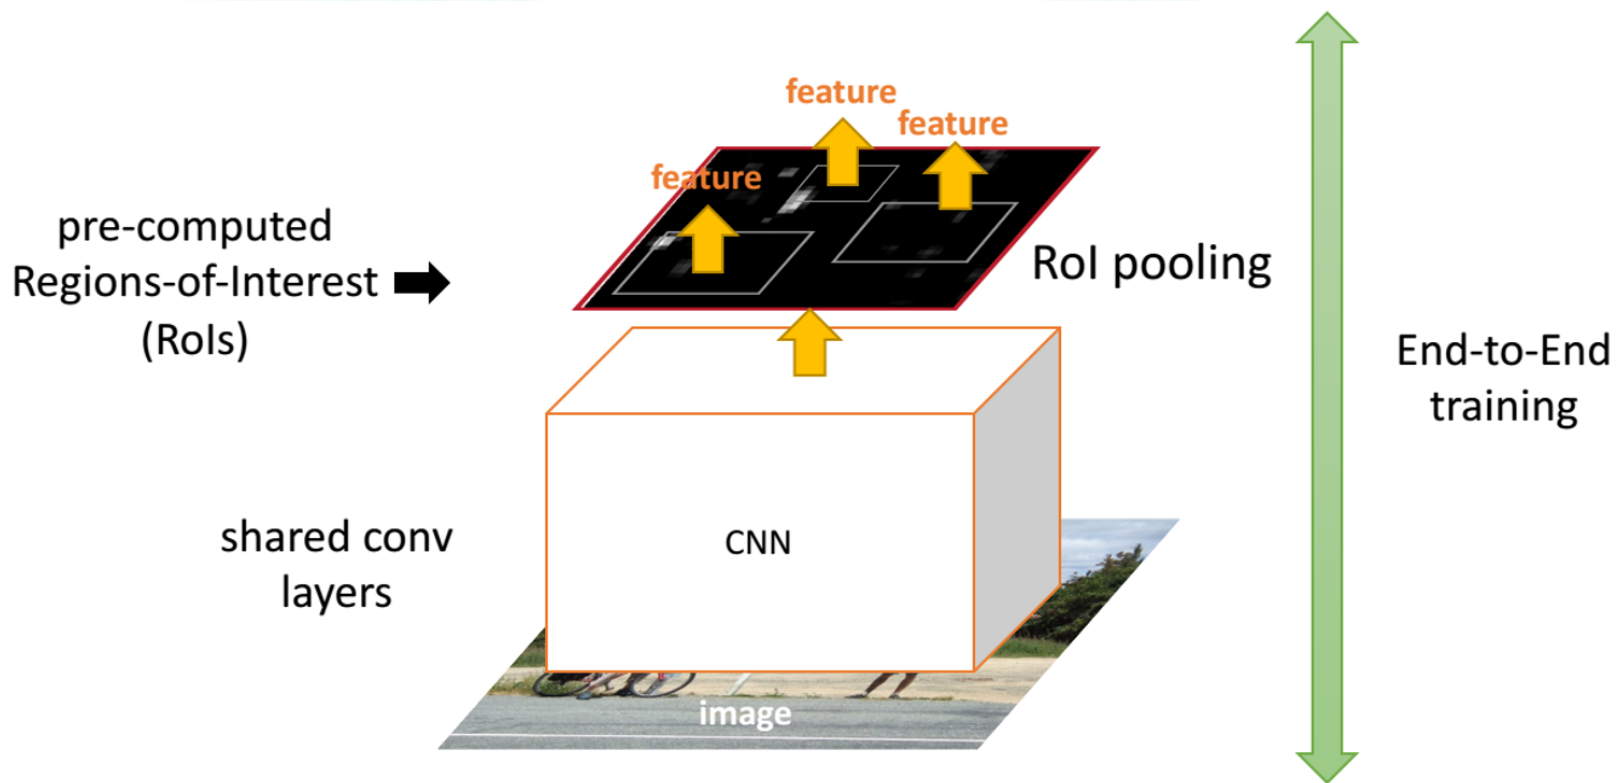 feature
feature
feature
pre-computed
Regions-of-Interest
(RoIs)
RoI pooling
End-to-End
training
shared conv
layers
CNN
image